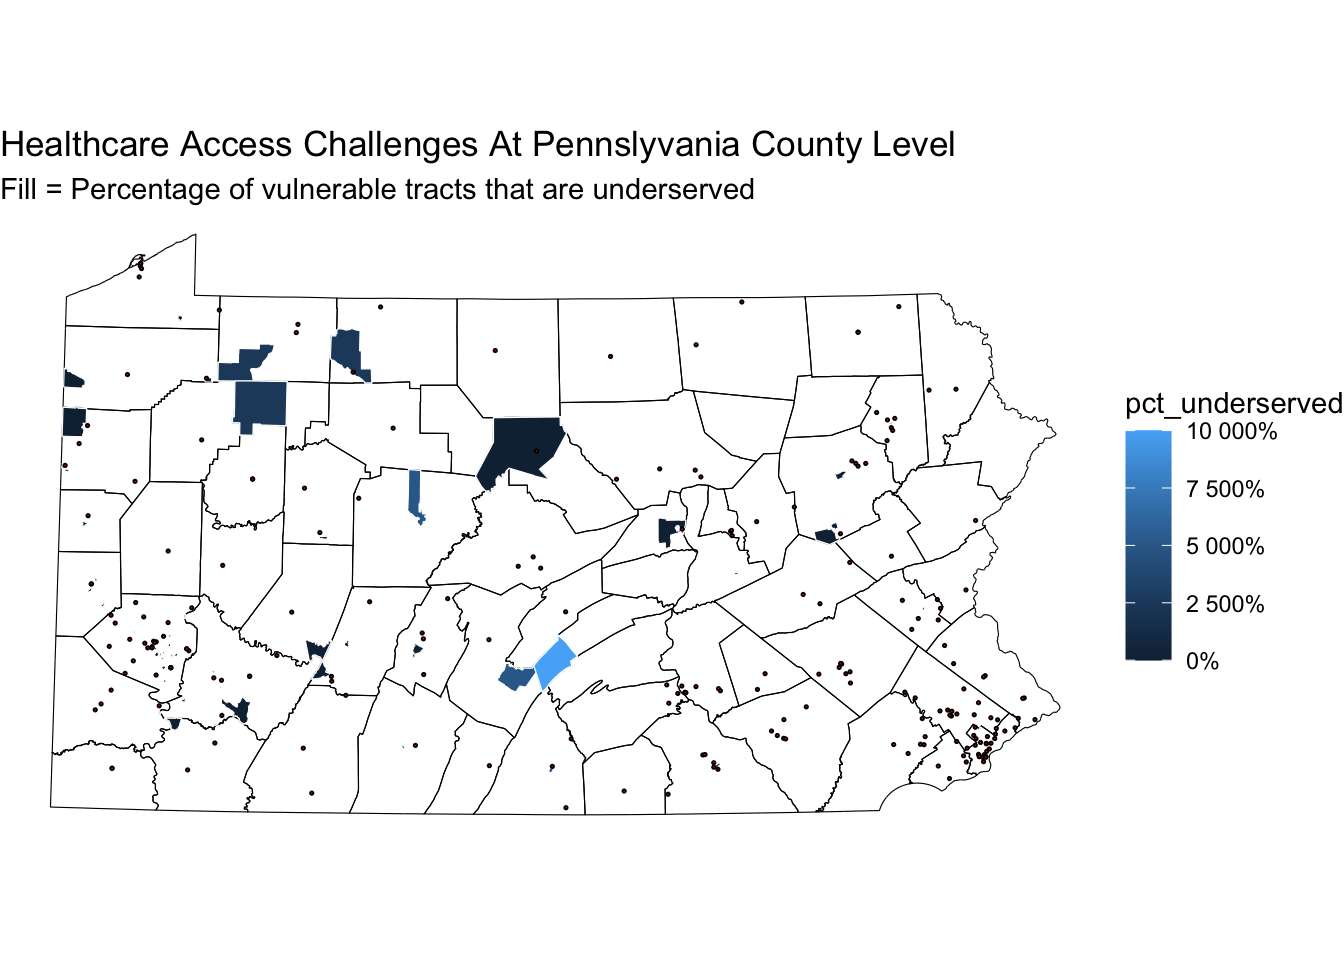 Healthcare Access Challenges At Pennslyvania County Level
Fill = Percentage of vulnerable tracts that are underserved
pct_underserved
10 000%
7 500%
5 000%
2 500%
0%